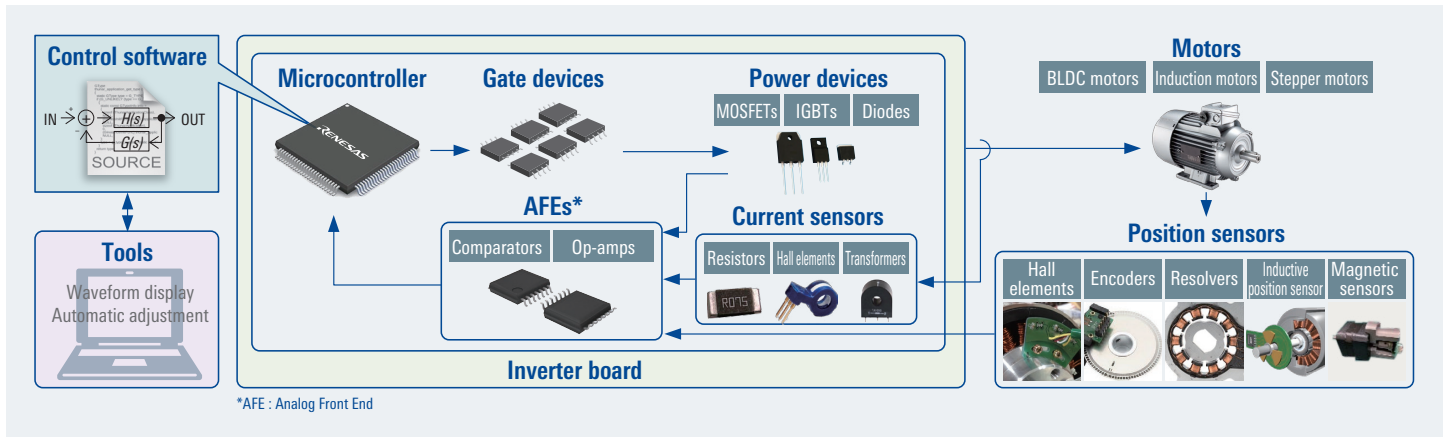 Control software
IN
+
−
H(s)
G(s)
OUT
SOURCE
Tools
Waveform display
Automatic adjustment
Microcontroller
RENESAS
Gate devices
Power devices
MOSFETs
IGBTs
Diodes
AFEs*
Comparators
Op-amps
Current sensors
Resistors
Hall elements
Transformers
R075
Inverter board
*AFE : Analog Front End
Motors
BLDC motors
Induction motors
Stepper motors
Position sensors
Hall
elements
Encoders
Resolvers
Inductive
position sensor
Magnetic
sensors